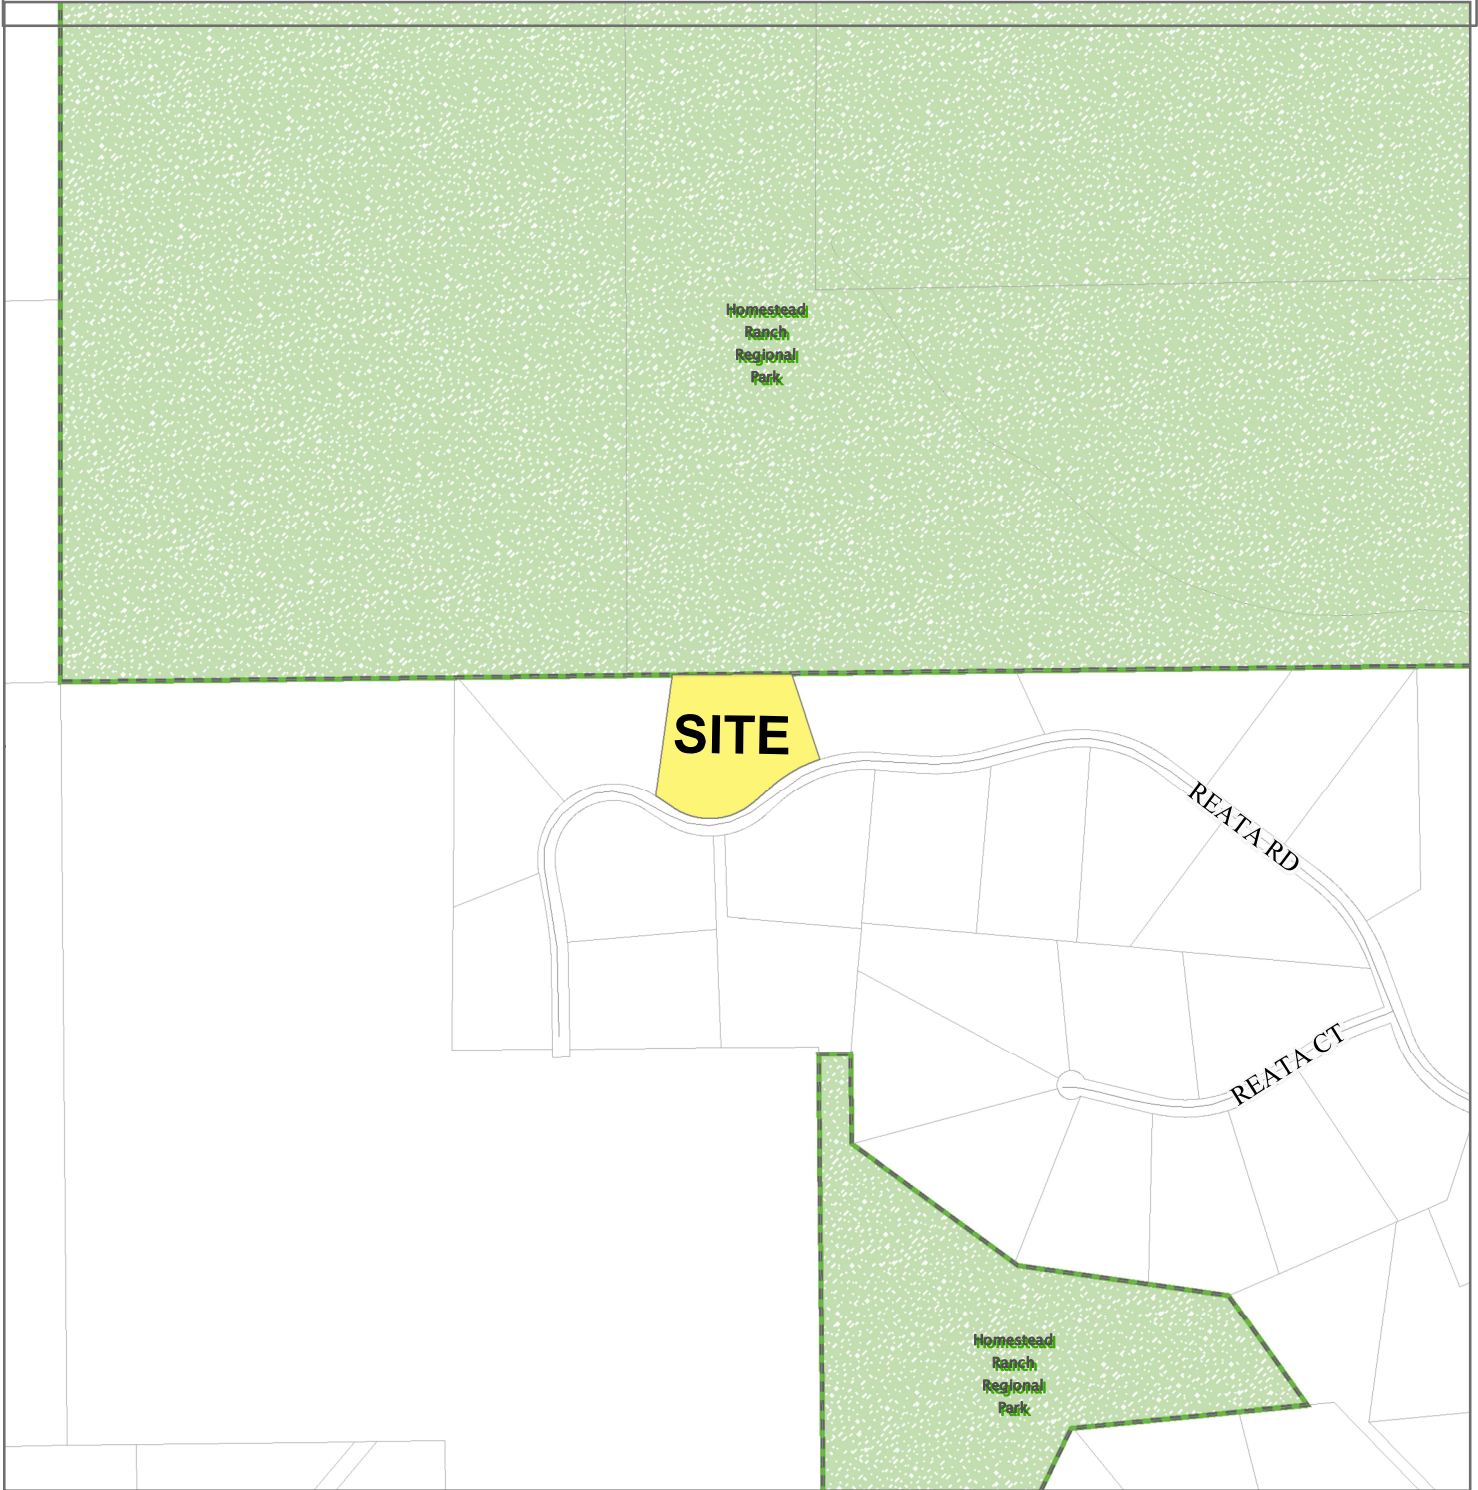 Homestead
Ranch
Regional
Park
SITE
REATA RD
REATA CT
Homestead
Ranch
Regional
Park